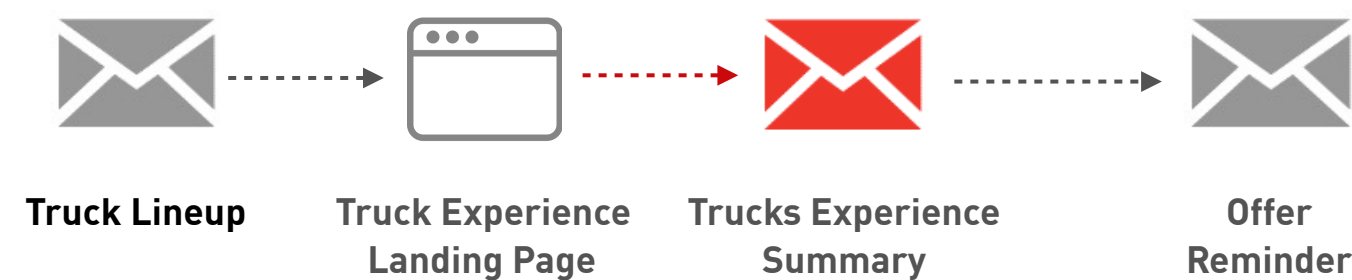 Truck Lineup
Truck Experience
Landing Page
Trucks Experience
Summary
Offer
Reminder